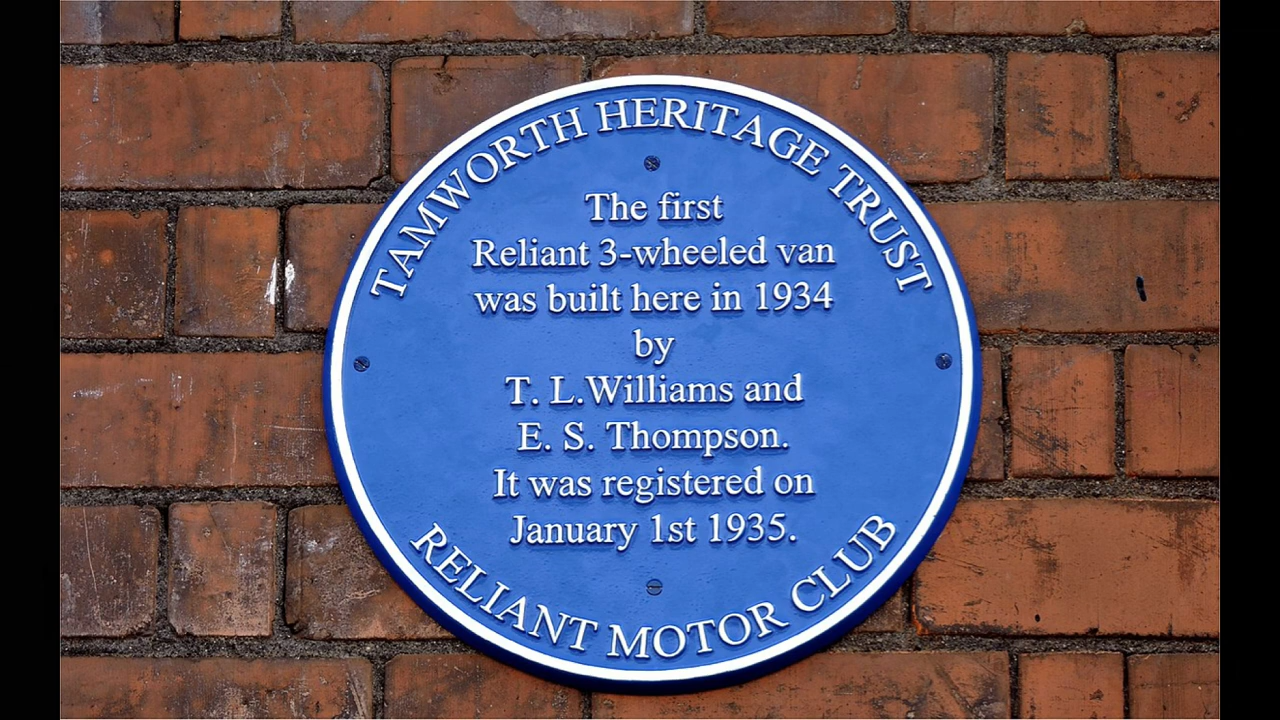 TAMWORTH HERITAGE TRUST
The first
Reliant 3-wheeled van
was built here in 1934
by
T. L.Williams and
E. S. Thompson.
It was registered on
January 1st 1935.
RELIANT MOTOR CLUB